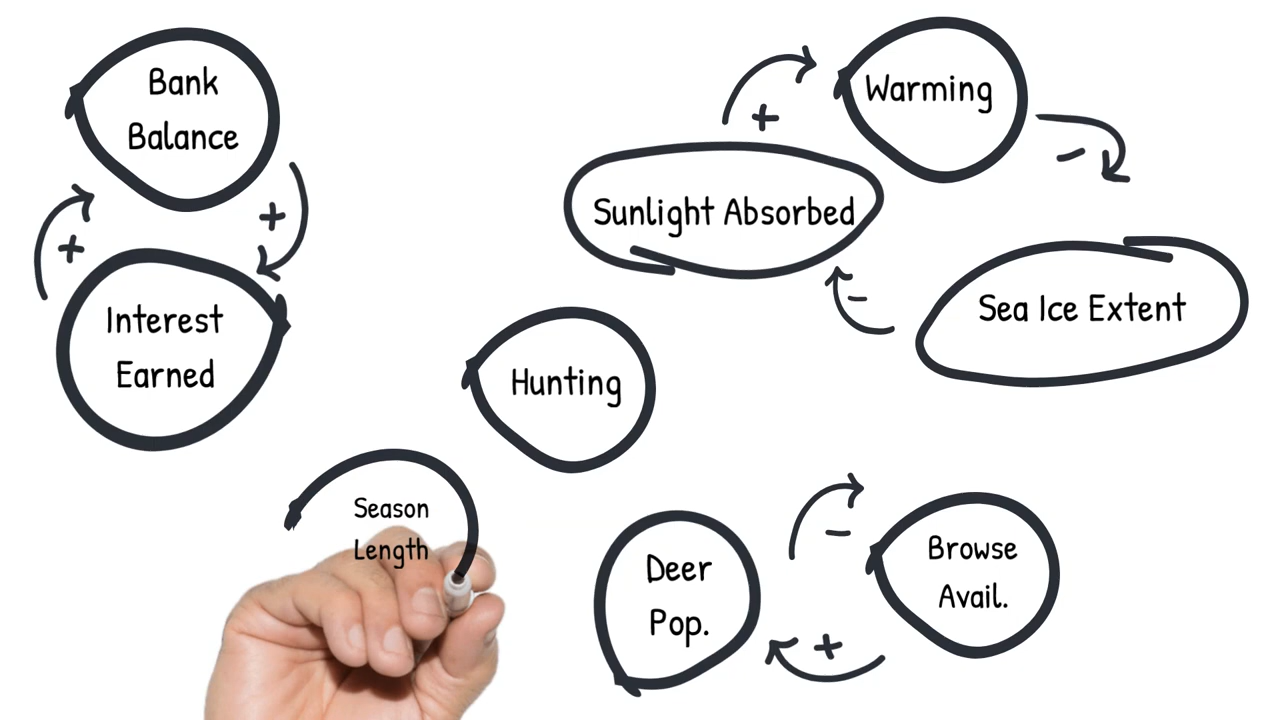 Bank
Balance
+
+
Interest
Earned
+
Warming
-
Sunlight Absorbed
-
Sea Ice Extent
Hunting
Season
Length
Deer
Pop.
-
+
Browse
Avail.